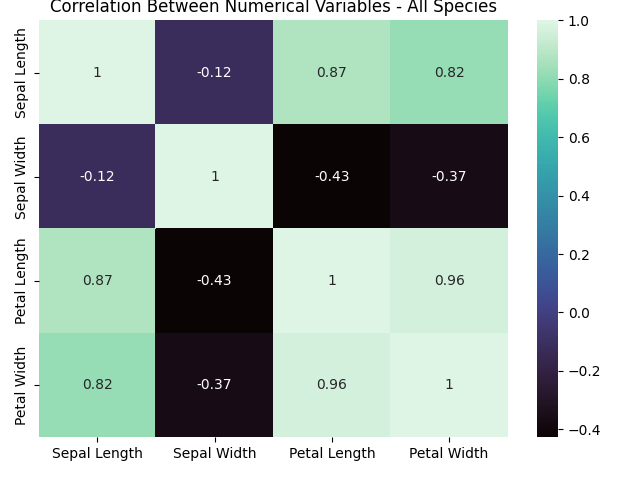 Correlation Between Numerical Variables - All Species
Sepal Length
1
-0.12
0.87
0.82
Sepal Width
-0.12
1
-0.43
-0.37
Petal Length
0.87
-0.43
1
0.96
Petal Width
0.82
-0.37
0.96
1
Sepal Length
Sepal Width
Petal Length
Petal Width
1.0
0.8
0.6
0.4
0.2
0.0
−0.2
−0.4